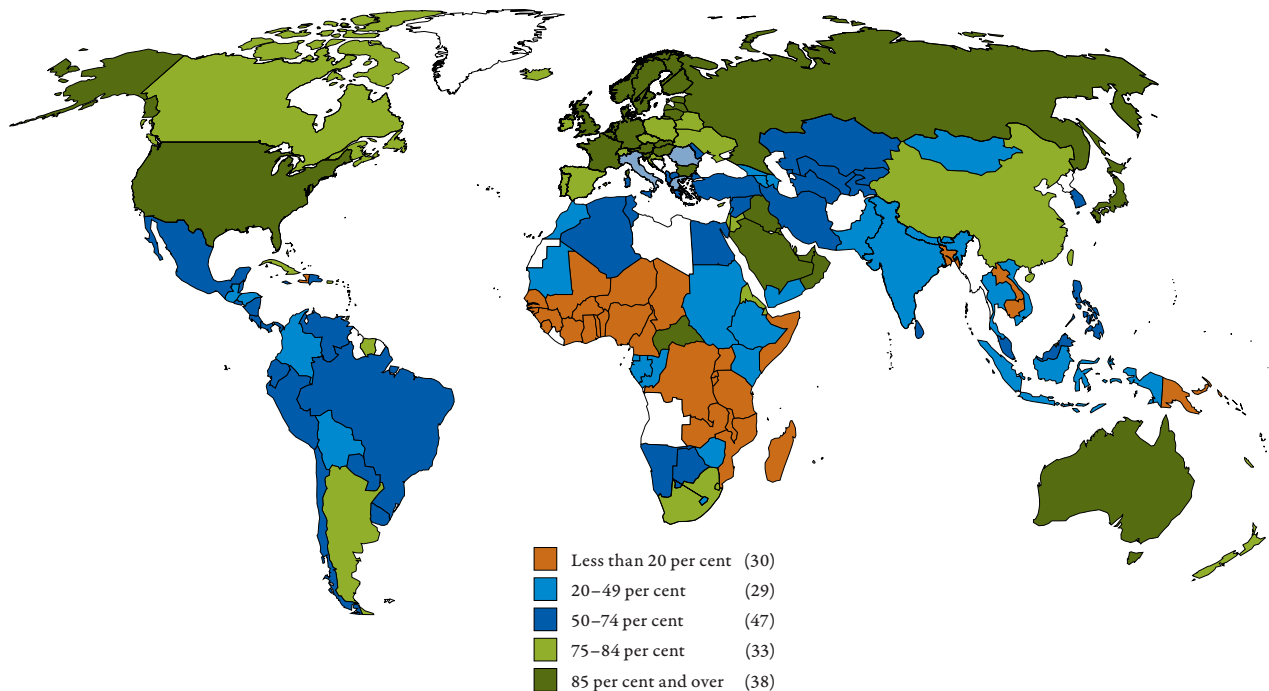 Less than 20 per cent (30)
20–49 per cent (29)
50–74 per cent (47)
75–84 per cent (33)
85 per cent and over (38)